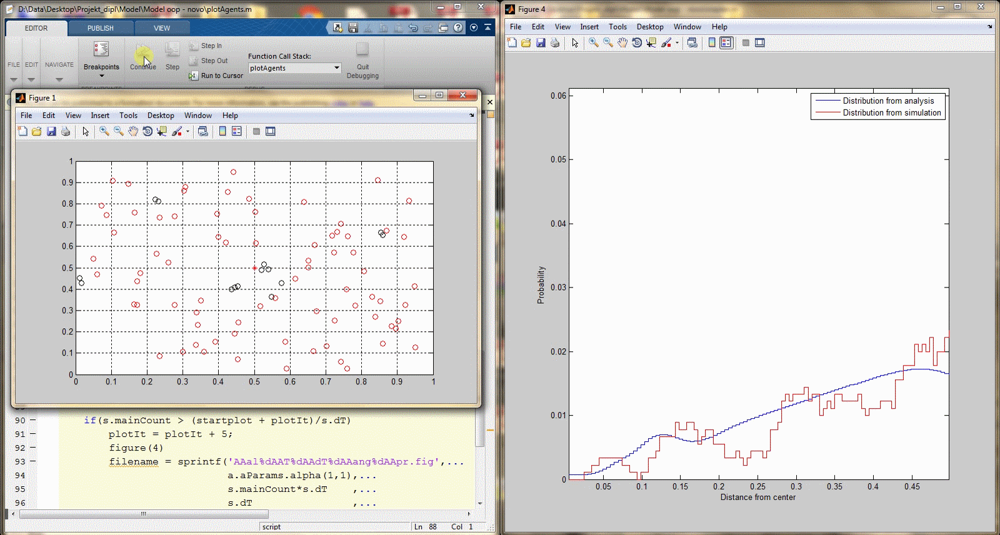 D:\Data\Desktop\Projekt_dipl\Model\Model oop - novo\plotAgents.m
EDITOR PUBLISH VIEW
FILE EDIT NAVIGATE Breakpoints Continue Step
Step In
Step Out
Run to Cursor
Function Call Stack:
plotAgents
Quit Debugging
Figure 1
File Edit View Insert Tools Desktop Window Help
1
0.9
0.8
0.7
0.6
0.5
0.4
0.3
0.2
0.1
0
0 0.1 0.2 0.3 0.4 0.5 0.6 0.7 0.8 0.9 1
90 if(s.mainCount > (startplot + plotIt)/s.dT)
91 plotIt = plotIt + 5;
92 figure(4)
93 filename = sprintf('AAal%dAAT%dAAdT%dAAang%dAApr.fig',...
94 a.aParams.alpha(1,1),...
95 s.mainCount*s.dT ,...
96 s.dT ,...
script Ln 88 Col 1
Figure 4
File Edit View Insert Tools Desktop Window Help
Distribution from analysis
Distribution from simulation
0.06
0.05
0.04
0.03
0.02
0.01
0
Probability
0.05 0.1 0.15 0.2 0.25 0.3 0.35 0.4 0.45
Distance from center